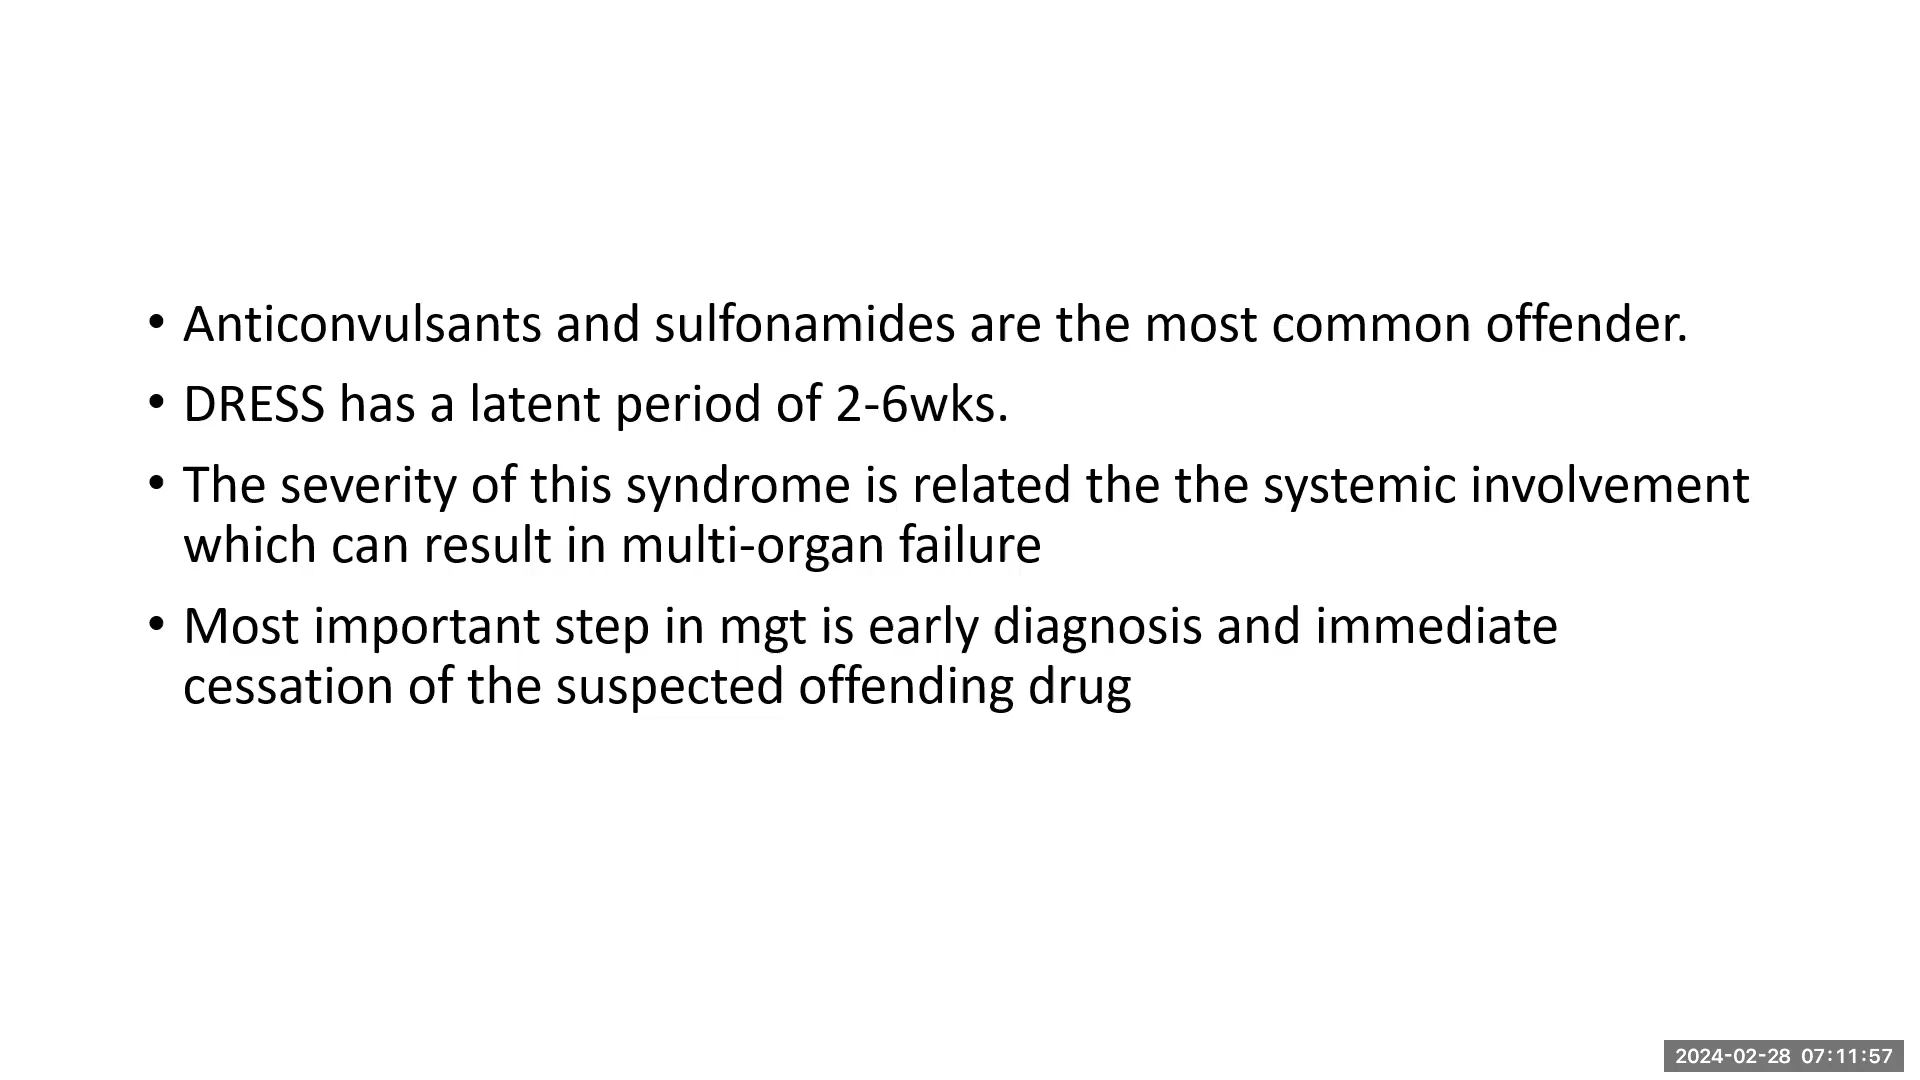 • Anticonvulsants and sulfonamides are the most common offender.
• DRESS has a latent period of 2-6wks.
• The severity of this syndrome is related the the systemic involvement
which can result in multi-organ failure
• Most important step in mgt is early diagnosis and immediate
cessation of the suspected offending drug
2024-02-28 07:11:57